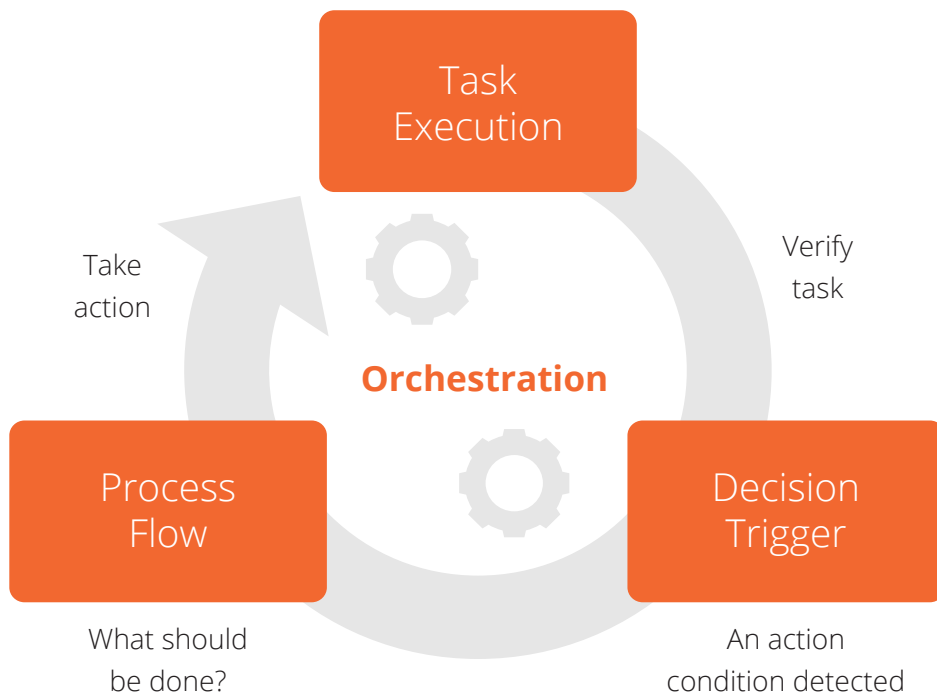 Task
Execution
Verify
task
Take
action
Orchestration
Process
Flow
Decision
Trigger
What should
be done?
An action
condition detected